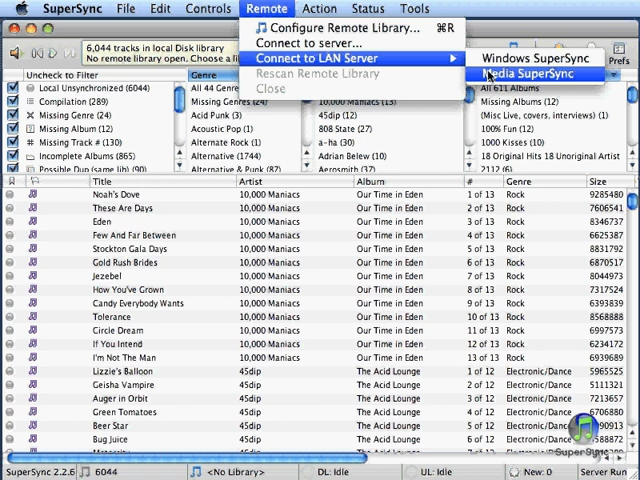 SuperSync File Edit Controls Remote Action Status Tools
6,044 tracks in local Disk library
No remote library open. Choose a li
Configure Remote Library... ⌘R
Connect to server...
Connect to LAN Server
Rescan Remote Library
Close
Windows SuperSync
Media SuperSync
Prefs
Uncheck to Filter
Local Unsynchronized (6044)
Compilation (289)
Missing Genre (24)
Missing Album (12)
Missing Track # (130)
Incomplete Albums (865)
Possible Dup (same lib) (90)
Genre
All 44 Genr
Missing Genres (24)
Acid Punk (3)
Acoustic Pop (1)
Alternate Rock (1)
Alternative (1744)
Alternative & Punk (87)
10,000 Maniacs (13)
45dip (12)
808 State (27)
a-ha (30)
Adrian Belew (10)
Aerosmith (37)
All 611 Albums
Missing Albums (12)
(Misc Live, covers, interviews) (1)
100% Fun (12)
1000 Kisses (10)
18 Original Hits 18 Unoriginal Artist
2112 (6)
Title Artist Album # Genre Size
Noah's Dove 10,000 Maniacs Our Time in Eden 1 of 13 Rock 9285480
These Are Days 10,000 Maniacs Our Time in Eden 2 of 13 Rock 7606541
Eden 10,000 Maniacs Our Time in Eden 3 of 13 Rock 8346737
Few And Far Between 10,000 Maniacs Our Time in Eden 4 of 13 Rock 6625387
Stockton Gala Days 10,000 Maniacs Our Time in Eden 5 of 13 Rock 8831792
Gold Rush Brides 10,000 Maniacs Our Time in Eden 6 of 13 Rock 6870517
Jezebel 10,000 Maniacs Our Time in Eden 7 of 13 Rock 8044973
How You've Grown 10,000 Maniacs Our Time in Eden 8 of 13 Rock 7217311
Candy Everybody Wants 10,000 Maniacs Our Time in Eden 9 of 13 Rock 6393839
Tolerance 10,000 Maniacs Our Time in Eden 10 of 13 Rock 8568888
Circle Dream 10,000 Maniacs Our Time in Eden 11 of 13 Rock 6997573
If You Intend 10,000 Maniacs Our Time in Eden 12 of 13 Rock 6123210
I'm Not The Man 10,000 Maniacs Our Time in Eden 13 of 13 Rock 6939689
Lizzie's Balloon 45dip The Acid Lounge 1 of 12 Electronic/Dance 5965525
Geisha Vampire 45dip The Acid Lounge 2 of 12 Electronic/Dance 5111321
Auger in Orbit 45dip The Acid Lounge 3 of 12 Electronic/Dance 7213657
Green Tomatoes 45dip The Acid Lounge 4 of 12 Electronic/Dance 6706880
Beer Star 45dip The Acid Lounge 5 of 12 Electronic/Dance
Bug Juice 45dip The Acid Lounge 6 of 12 Electronic/Dance
SuperSync
SuperSync 2.2.6 6044 <No Library> DL: Idle UL: Idle New: 0 Server Run